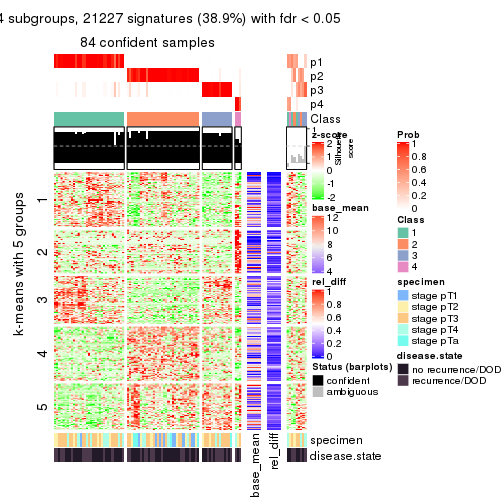 4 subgroups, 21227 signatures (38.9%) with fdr < 0.05
84 confident samples
p1
p2
p3
p4
Class
1
0.5
0
Silhouette
score
k-means with 5 groups
1
2
3
4
5
base_mean
rel_diff
specimen
disease.state
z-score
2
1
0
-1
-2
base_mean
12
10
8
6
4
rel_diff
1
0.8
0.6
0.4
0.2
0
Status (barplots)
confident
ambiguous
Prob
1
0.8
0.6
0.4
0.2
0
Class
1
2
3
4
specimen
stage pT1
stage pT2
stage pT3
stage pT4
stage pTa
disease.state
no recurrence/DOD
recurrence/DOD